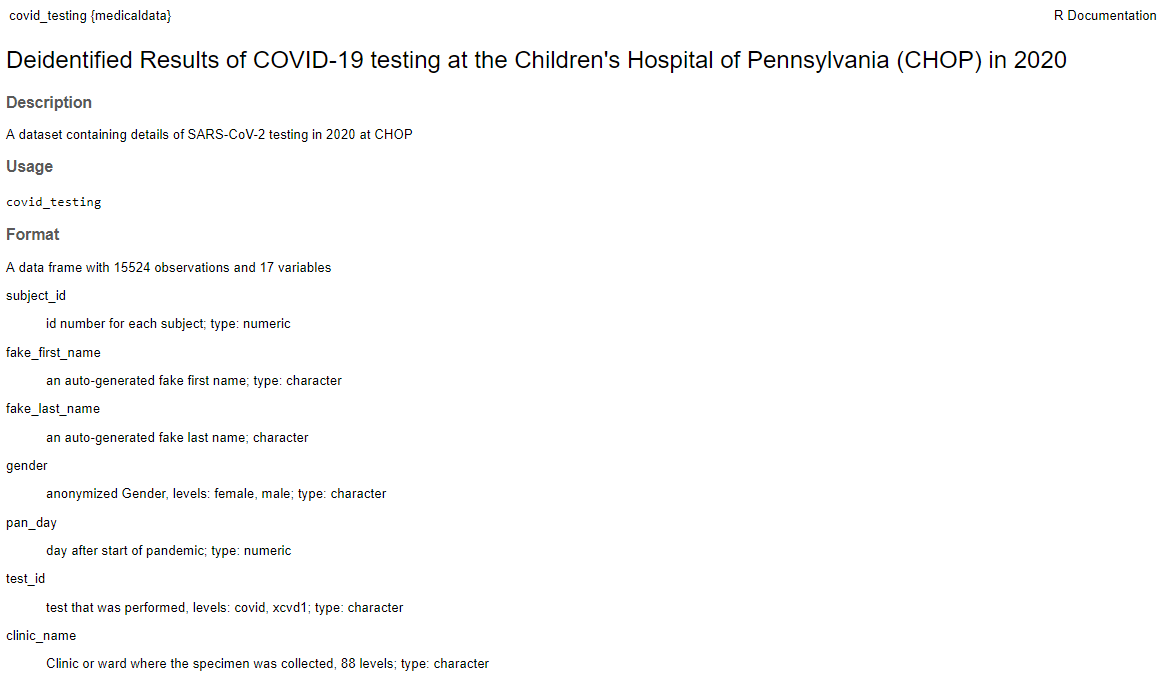 covid_testing {medicaldata} R Documentation
Deidentified Results of COVID-19 testing at the Children's Hospital of Pennsylvania (CHOP) in 2020
Description
A dataset containing details of SARS-CoV-2 testing in 2020 at CHOP
Usage
covid_testing
Format
A data frame with 15524 observations and 17 variables
subject_id
id number for each subject; type: numeric
fake_first_name
an auto-generated fake first name; type: character
fake_last_name
an auto-generated fake last name; character
gender
anonymized Gender, levels: female, male; type: character
pan_day
day after start of pandemic; type: numeric
test_id
test that was performed, levels: covid, xcvd1; type: character
clinic_name
Clinic or ward where the specimen was collected, 88 levels; type: character